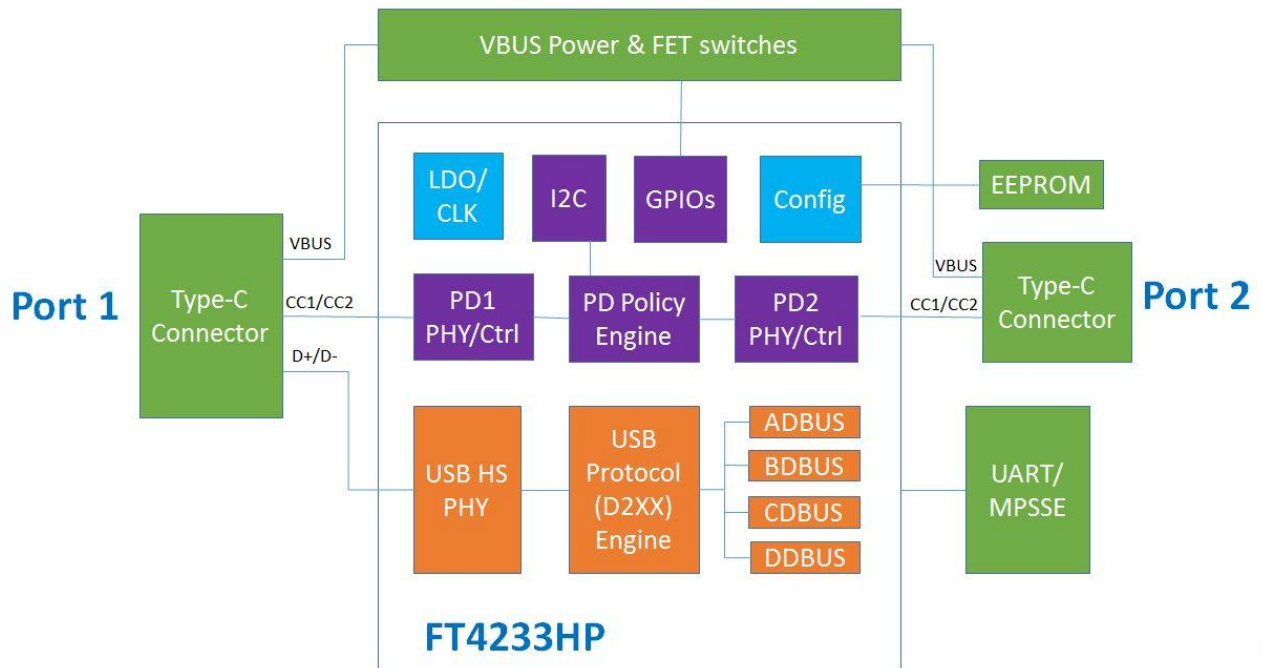 VBUS Power & FET switches
LDO/
CLK
I2C
GPIOs
Config
EEPROM
VBUS
Port 1
Type-C
Connector
CC1/CC2
D+/D-
PD1
PHY/Ctrl
PD Policy
Engine
PD2
PHY/Ctrl
VBUS
CC1/CC2
Type-C
Connector
Port 2
USB HS
PHY
USB
Protocol
(D2XX)
Engine
ADBUS
BDBUS
CDBUS
DDBUS
UART/
MPSSE
FT4233HP